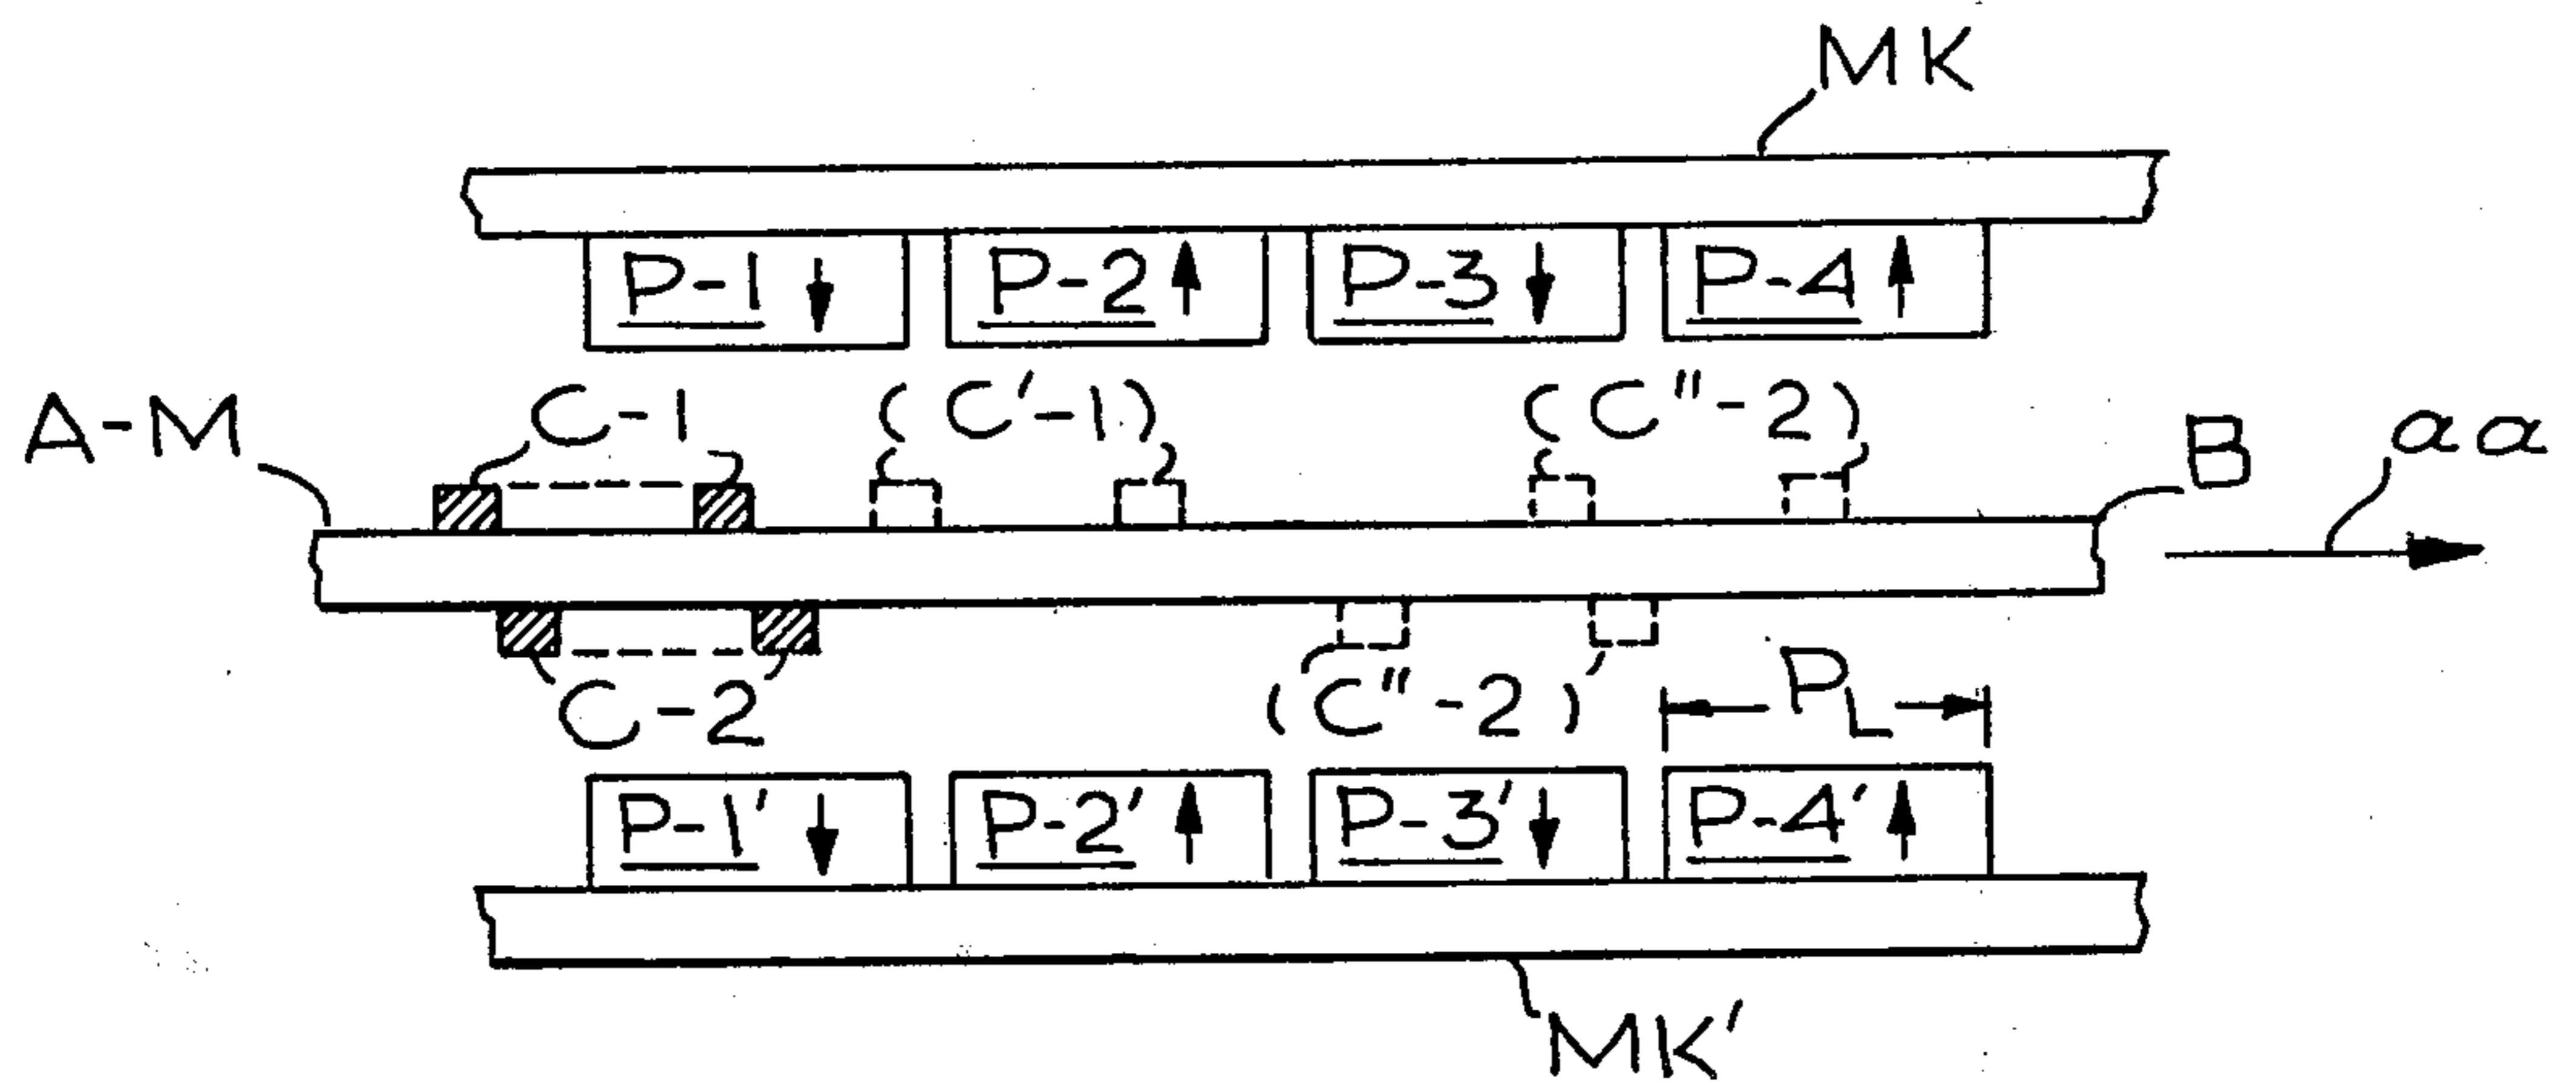 MK
P-1 P-2 P-3 P-4
A-M C-1 (C'-1) (C"-2) B aa
C-2 (C"-2) PL
P-1' P-2' P-3' P-4'
MK'